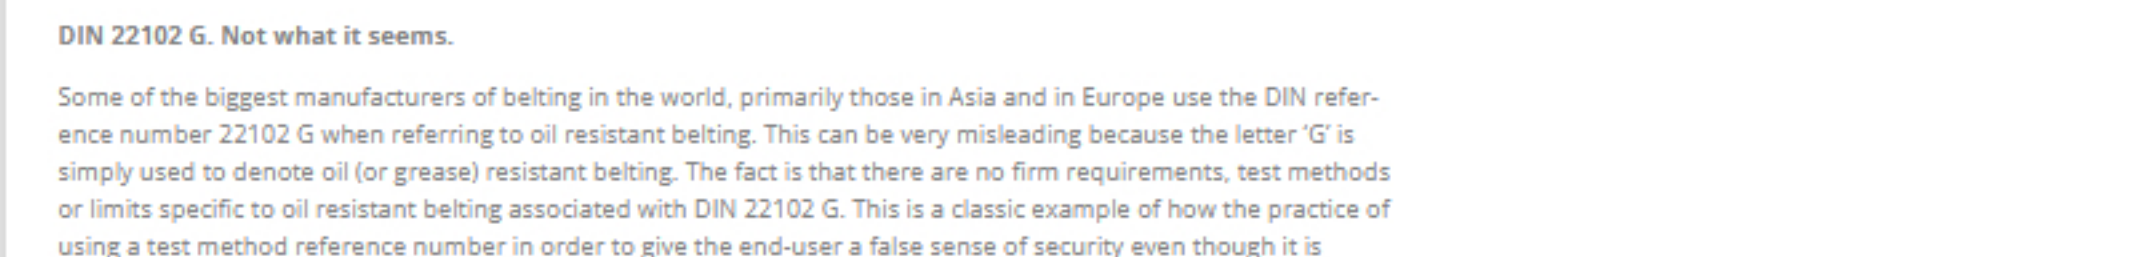 DIN 22102 G. Not what it seems.
Some of the biggest manufacturers of belting in the world, primarily those in Asia and in Europe use the DIN refer-
ence number 22102 G when referring to oil resistant belting. This can be very misleading because the letter ‘G’ is
simply used to denote oil (or grease) resistant belting. The fact is that there are no firm requirements, test methods
or limits specific to oil resistant belting associated with DIN 22102 G. This is a classic example of how the practice of
using a test method reference number in order to give the end-user a false sense of security even though it is